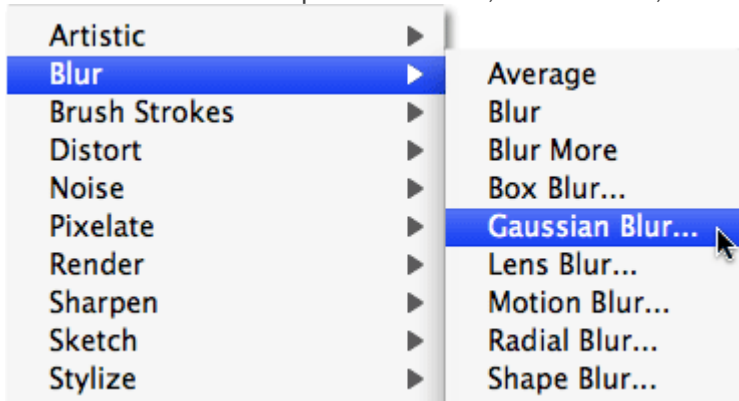 Artistic
Blur
Brush Strokes
Distort
Noise
Pixelate
Render
Sharpen
Sketch
Stylize
Average
Blur
Blur More
Box Blur...
Gaussian Blur...
Lens Blur...
Motion Blur...
Radial Blur...
Shape Blur...